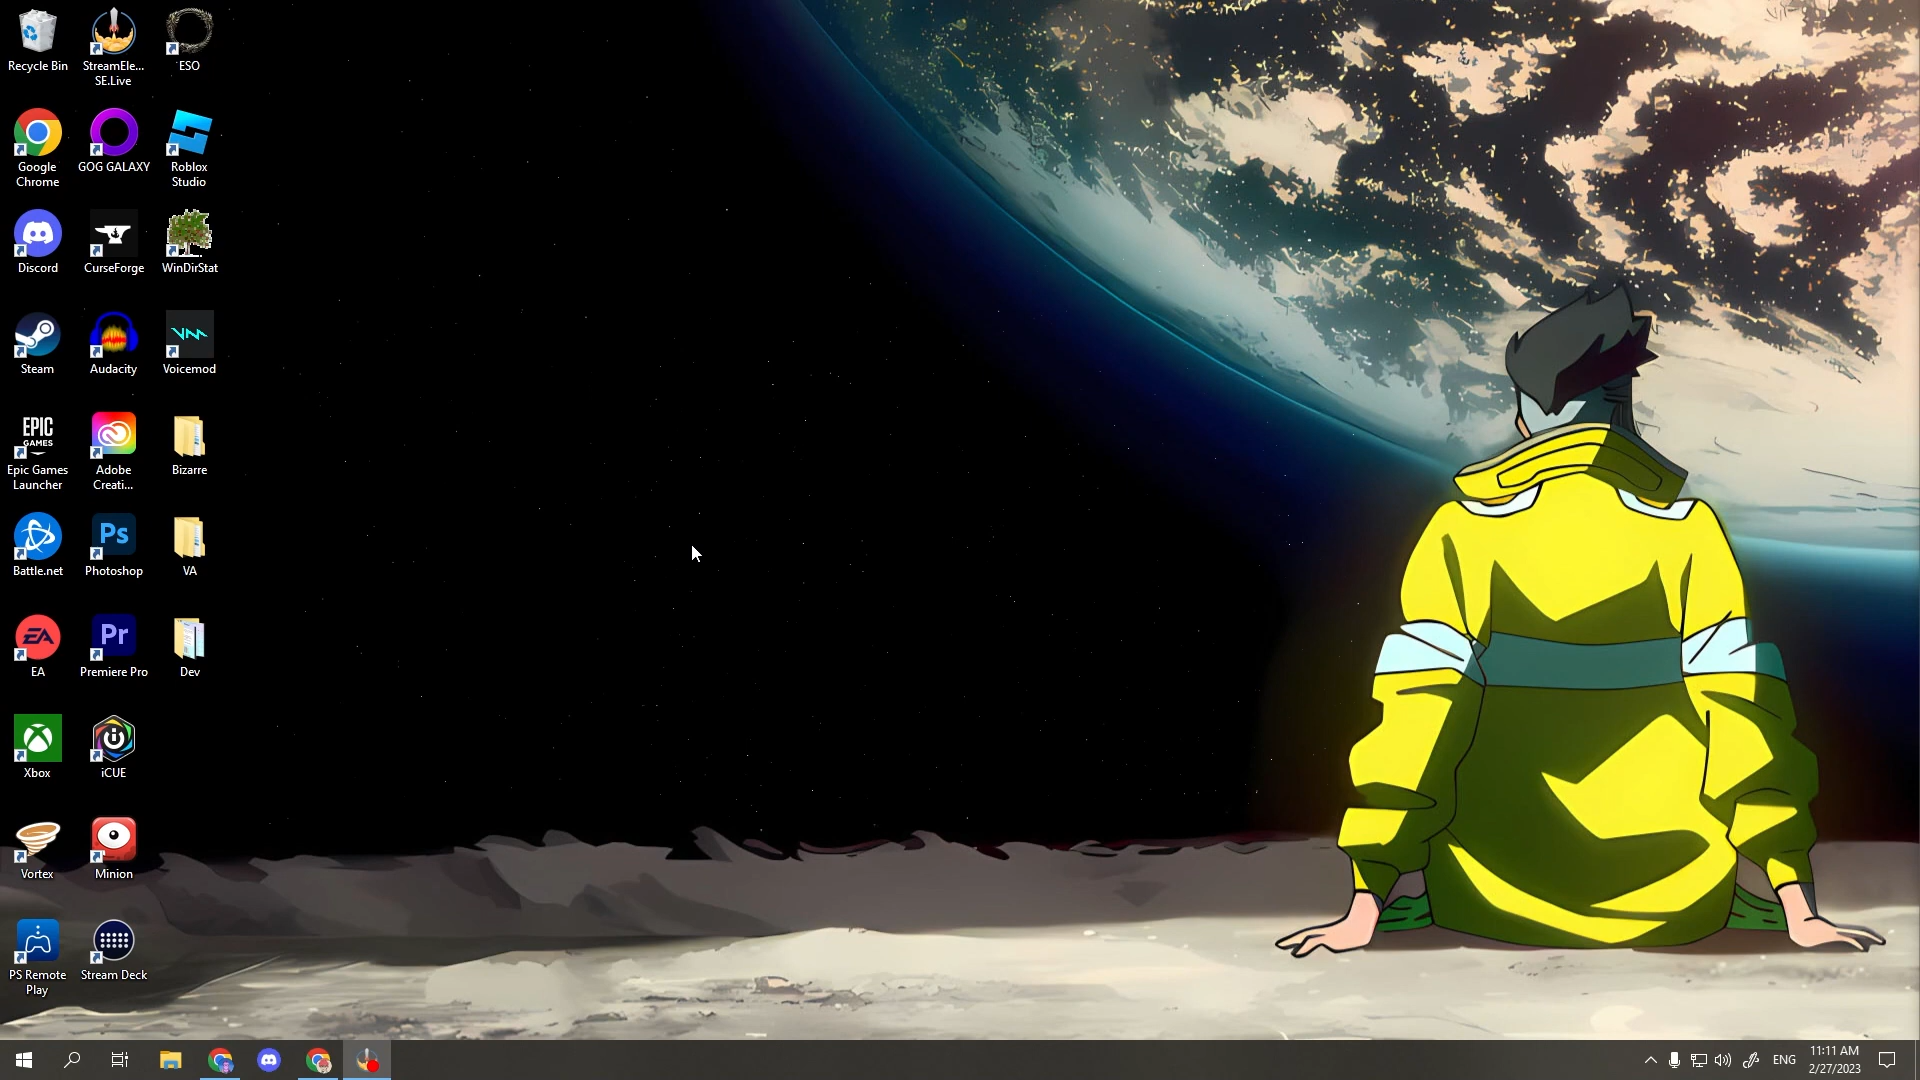 Recycle Bin
StreamEle...
SE.Live
ESO
Google
Chrome
GOG GALAXY
Roblox
Studio
Discord
CurseForge
WinDirStat
Steam
Audacity
Voicemod
EPIC
GAMES
Epic Games
Launcher
Adobe
Creati...
Bizarre
Battle.net
Ps
Photoshop
VA
EA
EA
Pr
Premiere Pro
Dev
Xbox
iCUE
Vortex
Minion
PS Remote
Play
Stream Deck
ENG
11:11 AM
2/27/2023